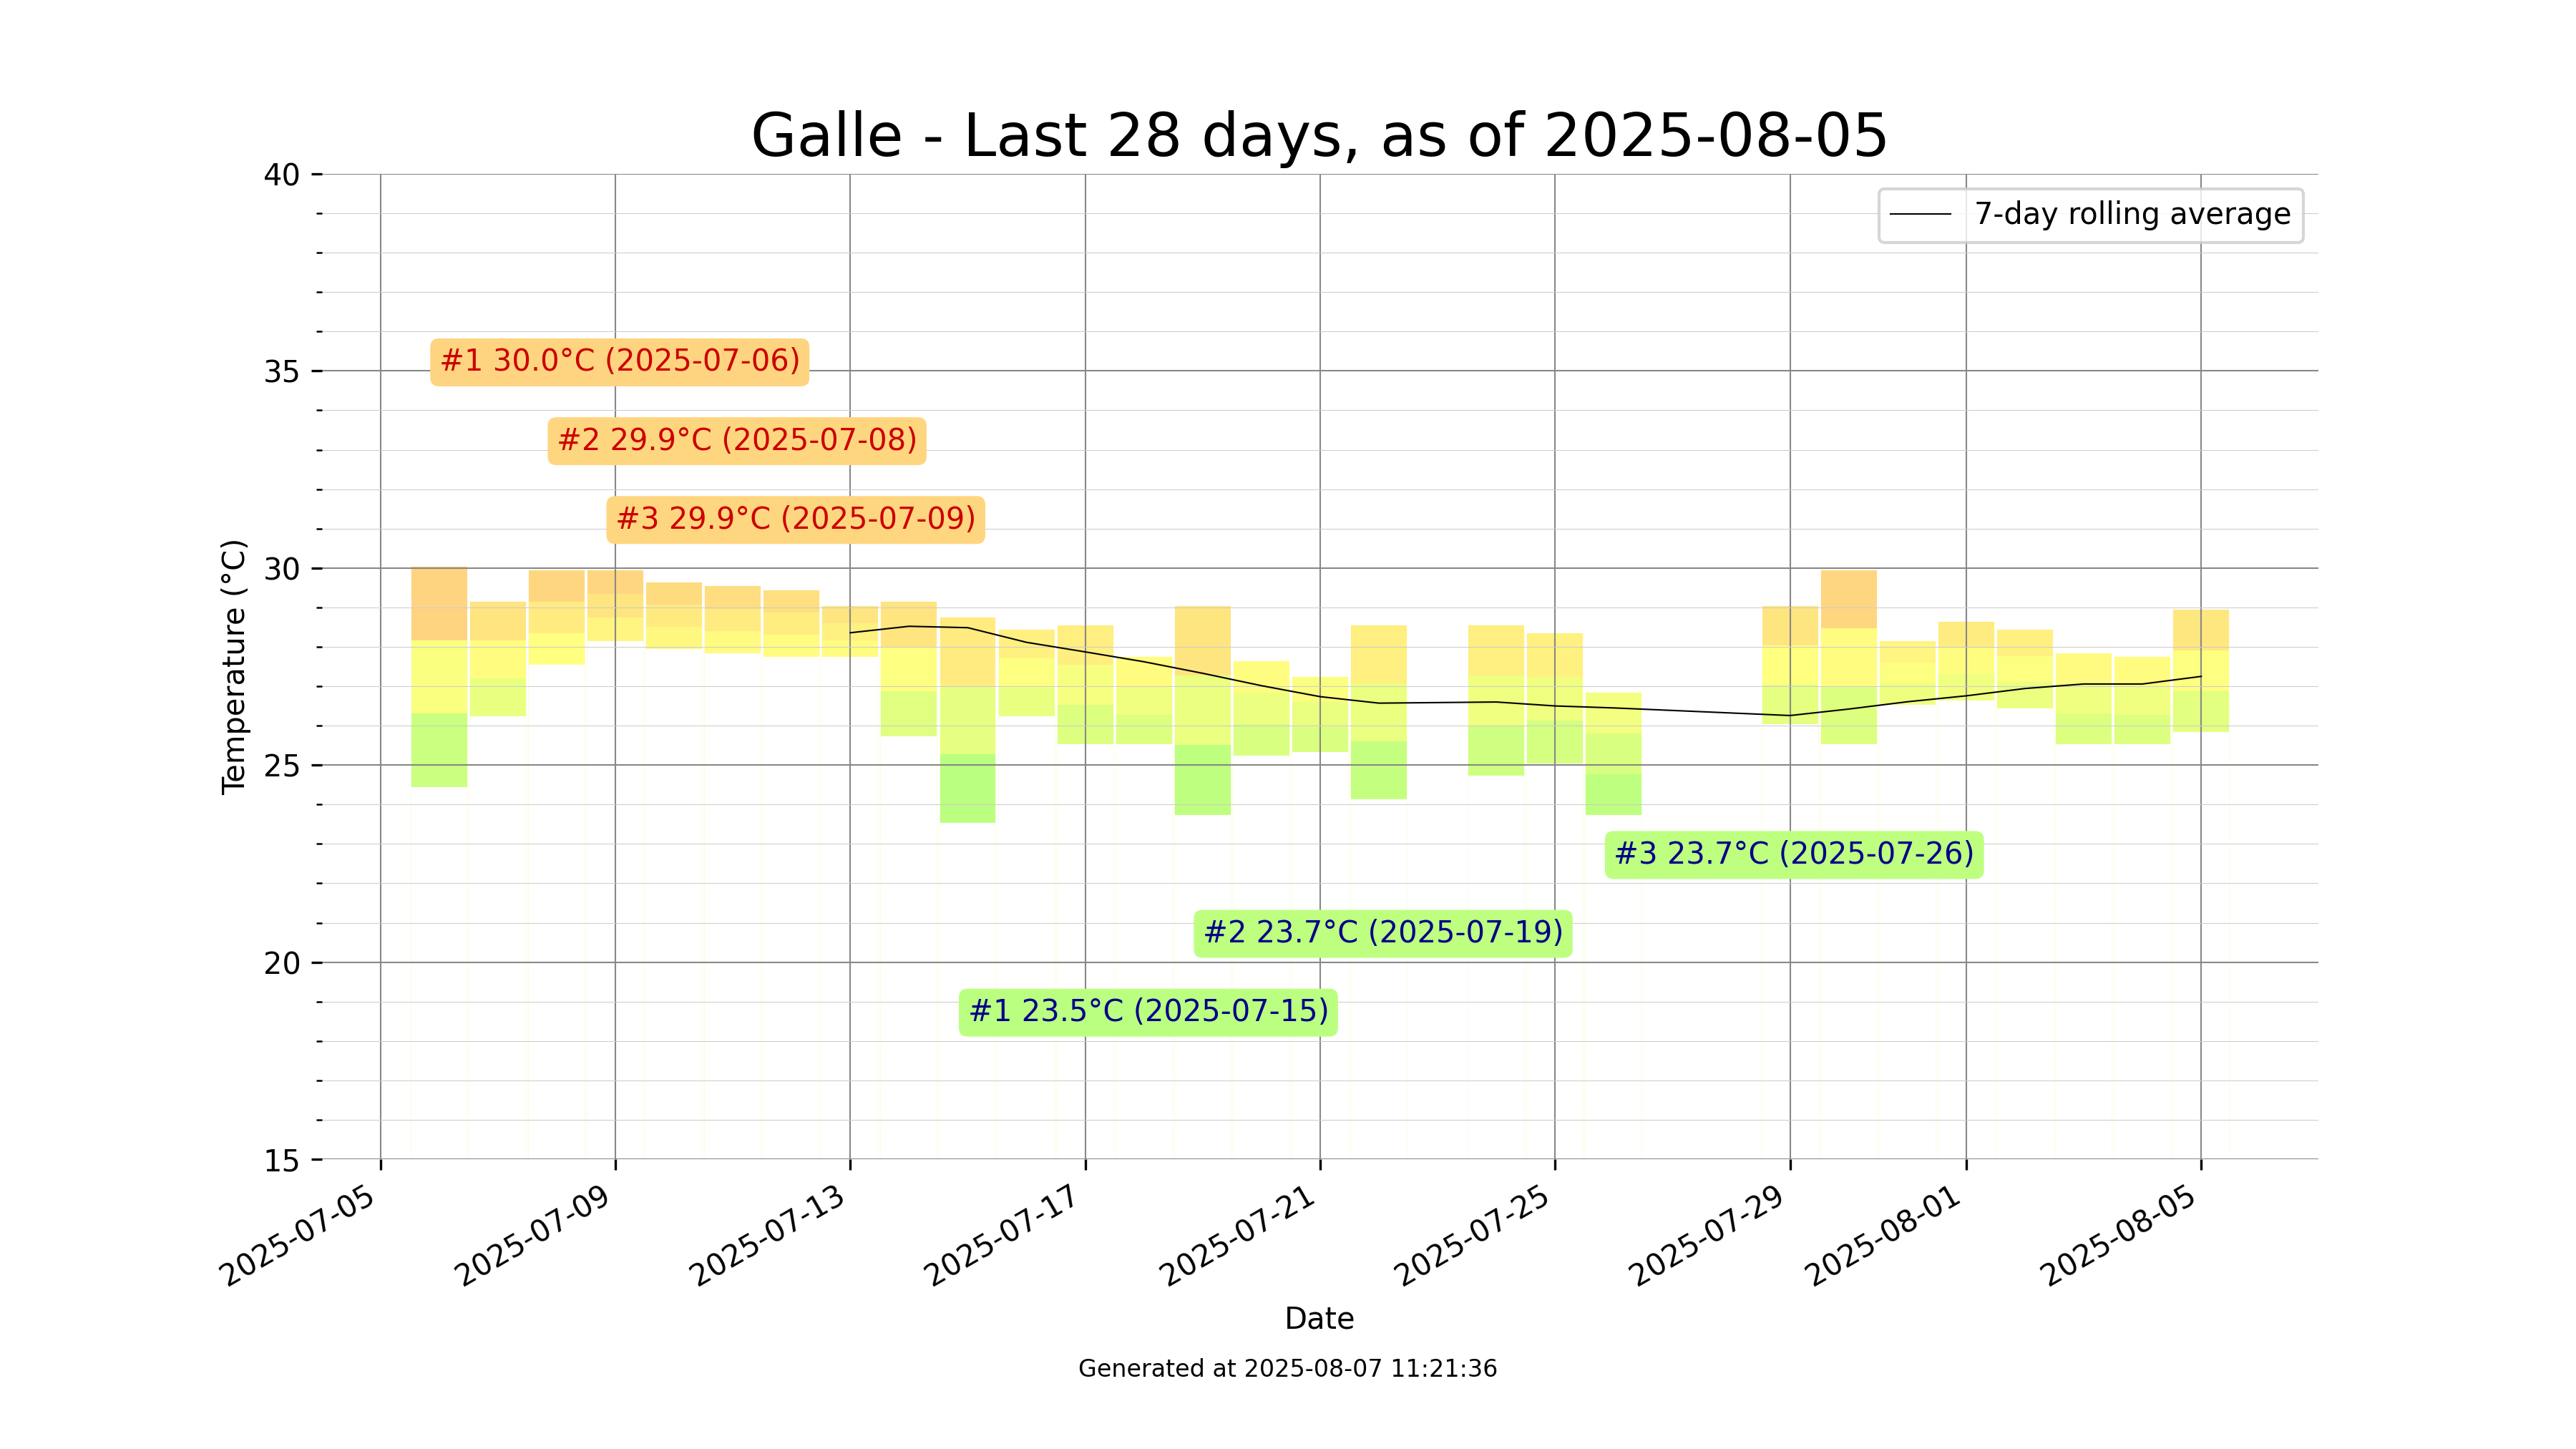 Galle - Last 28 days, as of 2025-08-05
7-day rolling average
Temperature (°C)
40
35
30
25
20
15
#1 30.0°C (2025-07-06)
#2 29.9°C (2025-07-08)
#3 29.9°C (2025-07-09)
#3 23.7°C (2025-07-26)
#2 23.7°C (2025-07-19)
#1 23.5°C (2025-07-15)
2025-07-05
2025-07-09
2025-07-13
2025-07-17
2025-07-21
2025-07-25
2025-07-29
2025-08-01
2025-08-05
Date
Generated at 2025-08-07 11:21:36